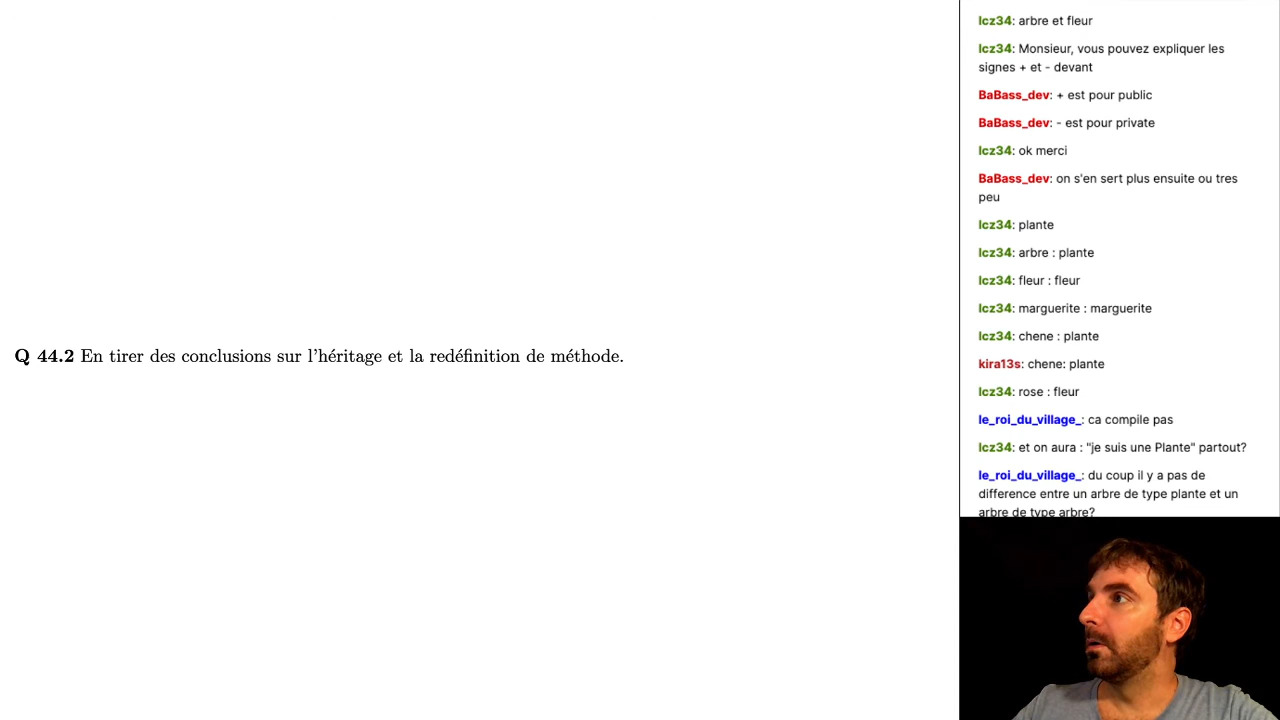 Q 44.2 En tirer des conclusions sur l'héritage et la redéfinition de méthode.
lcz34: arbre et fleur
lcz34: Monsieur, vous pouvez expliquer les
signes + et - devant
BaBass_dev: + est pour public
BaBass_dev: - est pour private
lcz34: ok merci
BaBass_dev: on s'en sert plus ensuite ou tres
peu
lcz34: plante
lcz34: arbre : plante
lcz34: fleur : fleur
lcz34: marguerite : marguerite
lcz34: chene : plante
kira13s: chene: plante
lcz34: rose : fleur
le_roi_du_village_: ca compile pas
lcz34: et on aura : "je suis une Plante" partout?
le_roi_du_village_: du coup il y a pas de
difference entre un arbre de type plante et un
arbre de type arbre?